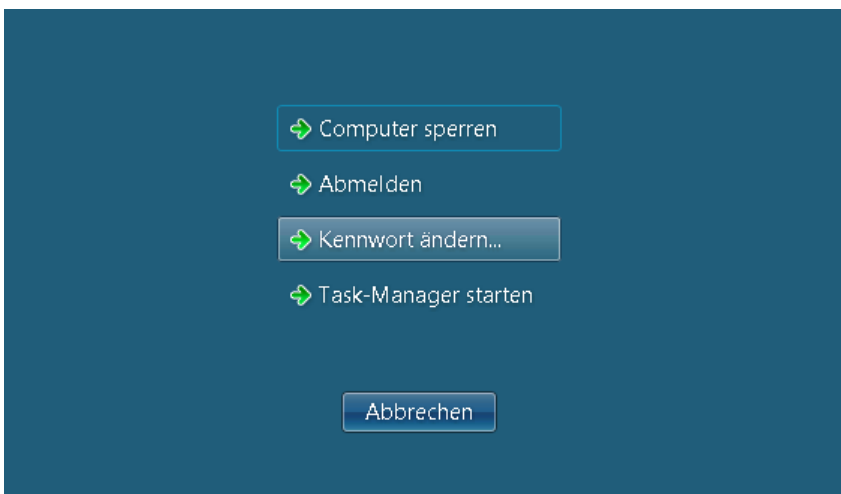 Computer sperren
Abmelden
Kennwort ändern...
Task-Manager starten
Abbrechen